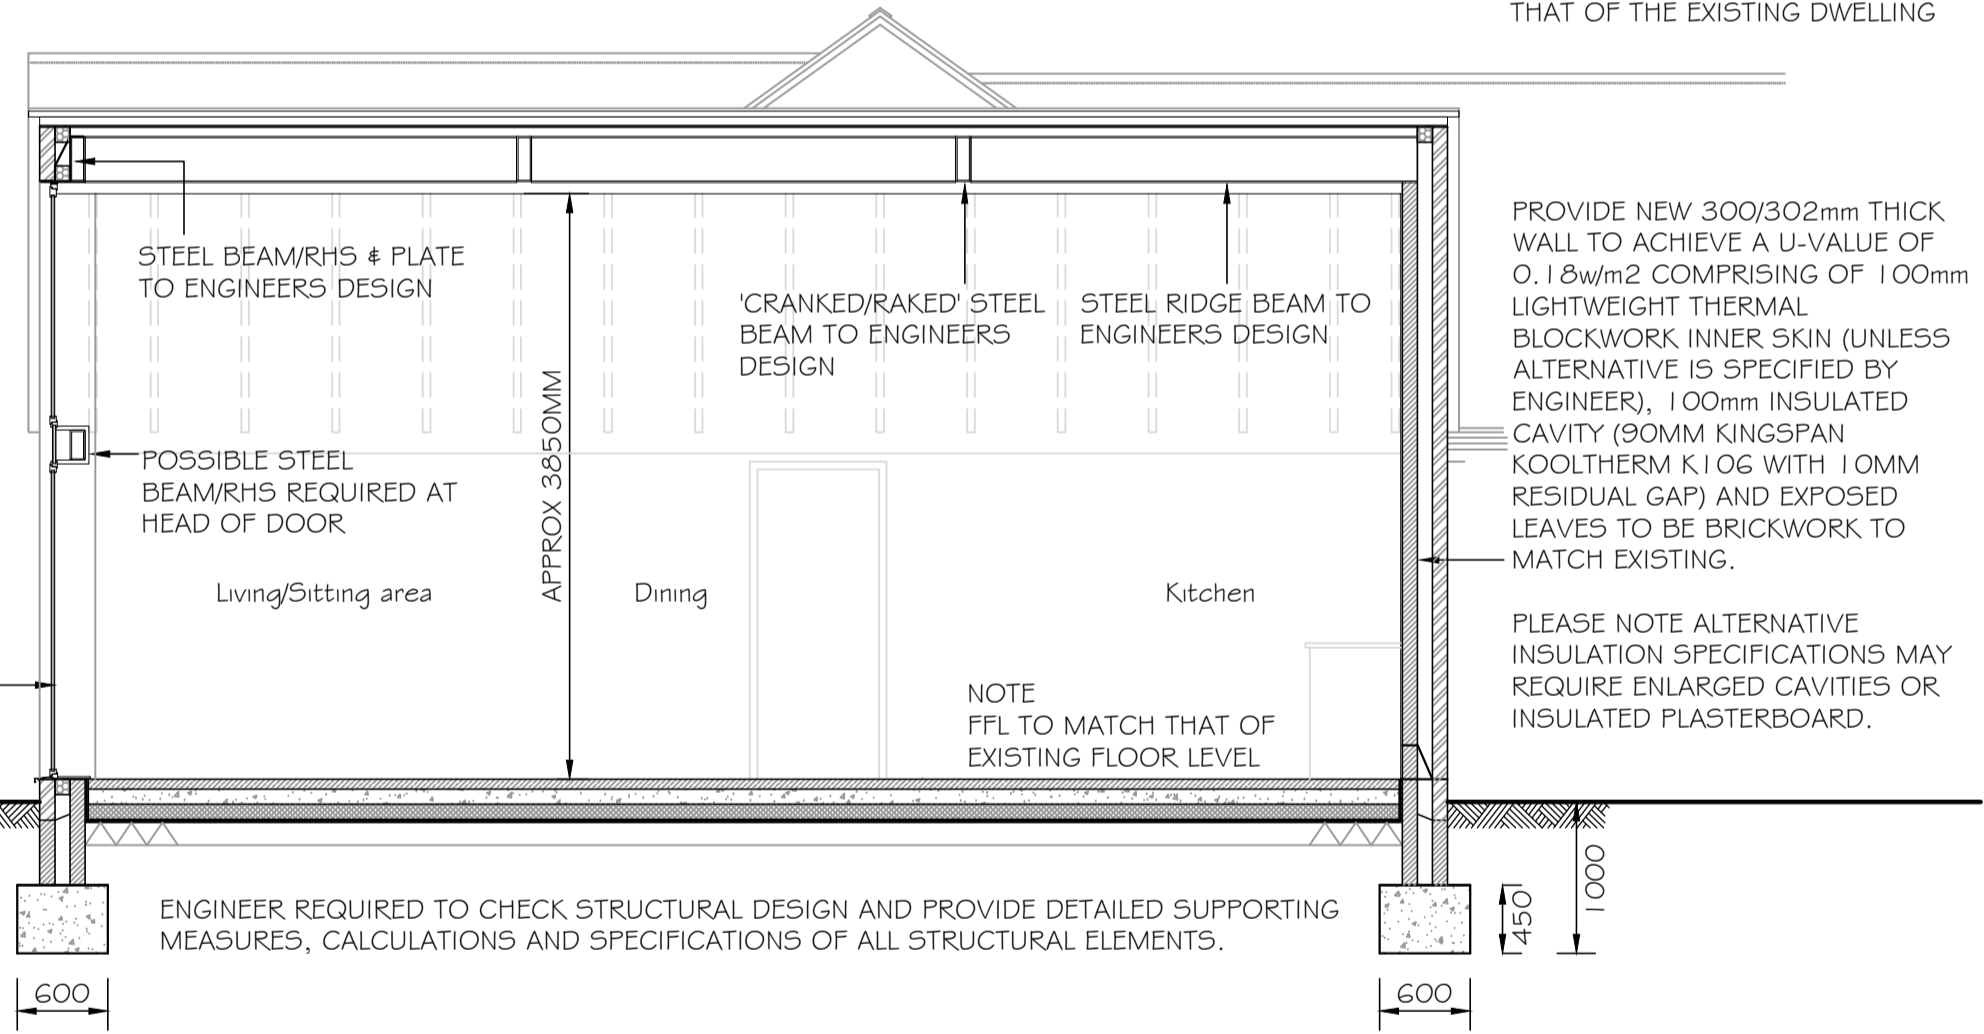 THAT OF THE EXISTING DWELLING
STEEL BEAM/RHS & PLATE
TO ENGINEERS DESIGN
'CRANKED/RAKED' STEEL
BEAM TO ENGINEERS
DESIGN
STEEL RIDGE BEAM TO
ENGINEERS DESIGN
PROVIDE NEW 300/302mm THICK
WALL TO ACHIEVE A U-VALUE OF
0.18w/m2 COMPRISING OF 100mm
LIGHTWEIGHT THERMAL
BLOCKWORK INNER SKIN (UNLESS
ALTERNATIVE IS SPECIFIED BY
ENGINEER), 100mm INSULATED
CAVITY (90MM KINGSPAN
KOOLTHERM K106 WITH 10MM
RESIDUAL GAP) AND EXPOSED
LEAVES TO BE BRICKWORK TO
MATCH EXISTING.
PLEASE NOTE ALTERNATIVE
INSULATION SPECIFICATIONS MAY
REQUIRE ENLARGED CAVITIES OR
INSULATED PLASTERBOARD.
APPROX 3850MM
POSSIBLE STEEL
BEAM/RHS REQUIRED AT
HEAD OF DOOR
Living/Sitting area
Dining
Kitchen
NOTE
FFL TO MATCH THAT OF
EXISTING FLOOR LEVEL
ENGINEER REQUIRED TO CHECK STRUCTURAL DESIGN AND PROVIDE DETAILED SUPPORTING
MEASURES, CALCULATIONS AND SPECIFICATIONS OF ALL STRUCTURAL ELEMENTS.
450
1000
600
600